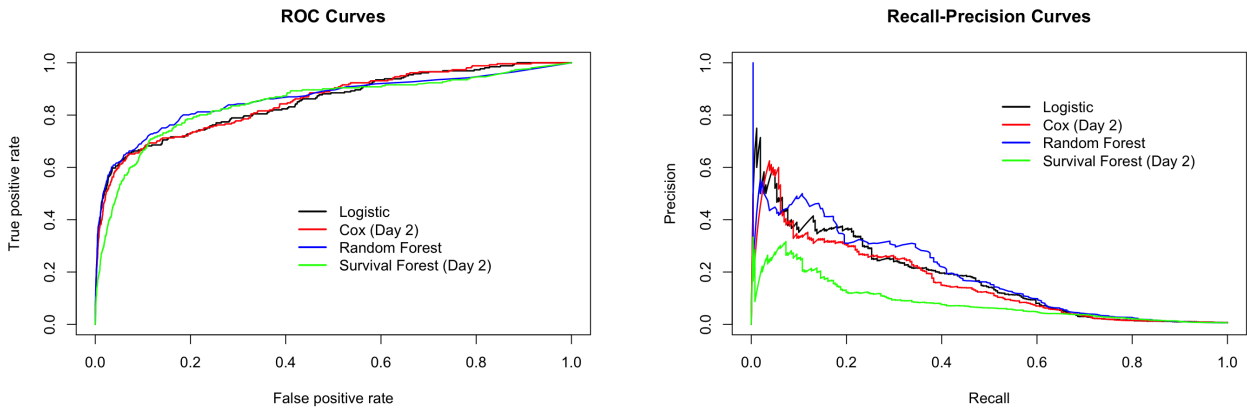 ROC Curves
True positive rate
1.0
0.8
0.6
0.4
0.2
0.0
Logistic
Cox (Day 2)
Random Forest
Survival Forest (Day 2)
0.0 0.2 0.4 0.6 0.8 1.0
False positive rate
Recall-Precision Curves
Precision
1.0
0.8
0.6
0.4
0.2
0.0
Logistic
Cox (Day 2)
Random Forest
Survival Forest (Day 2)
0.0 0.2 0.4 0.6 0.8 1.0
Recall